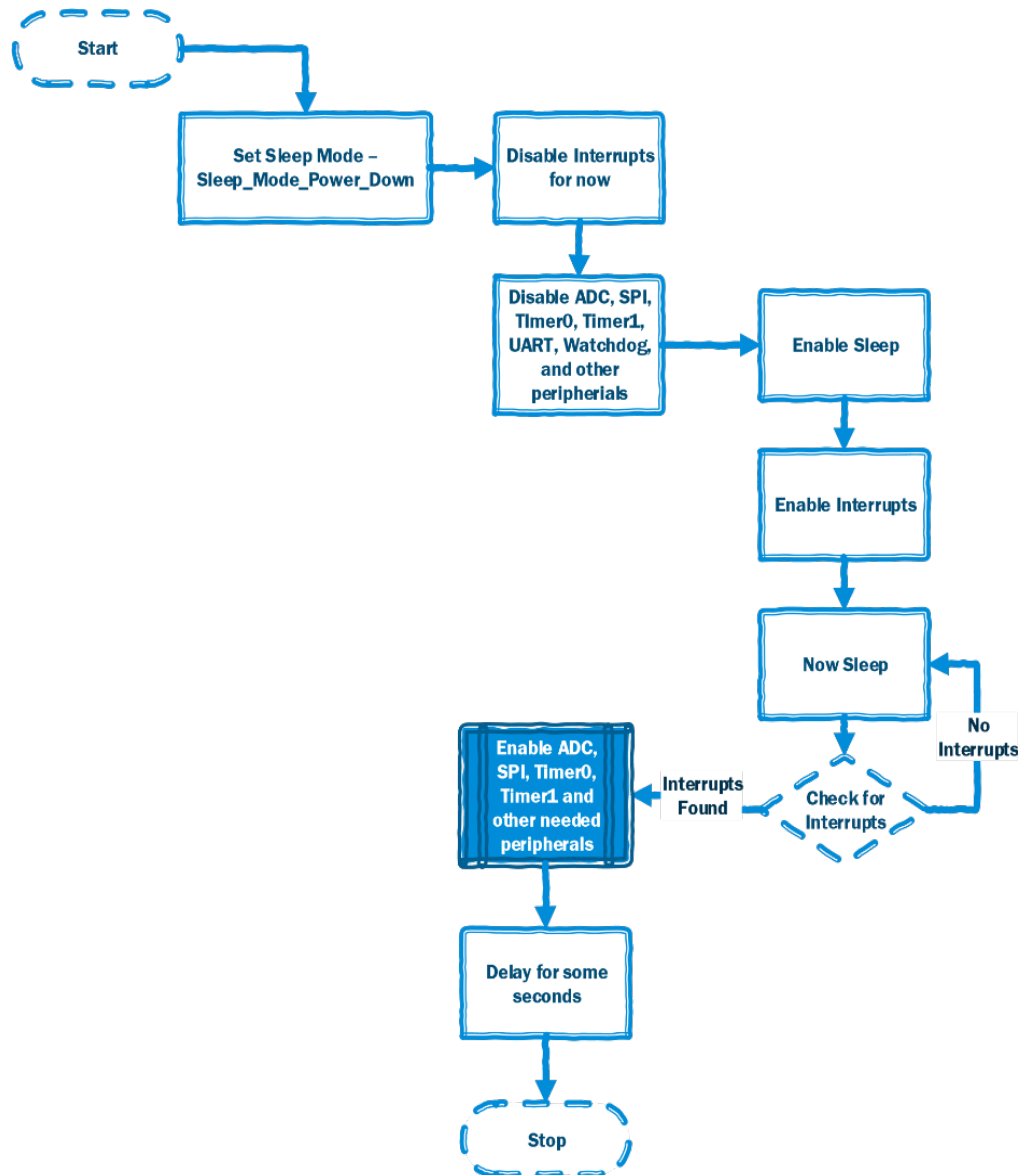 Start
Set Sleep Mode –
Sleep_Mode_Power_Down
Disable Interrupts
for now
Disable ADC, SPI,
TImer0, Timer1,
UART, Watchdog,
and other
peripherials
Enable Sleep
Enable Interrupts
Now Sleep
No
Interrupts
Check for
Interrupts
Interrupts
Found
Enable ADC,
SPI, Timer0,
Timer1 and
other needed
peripherals
Delay for some
seconds
Stop